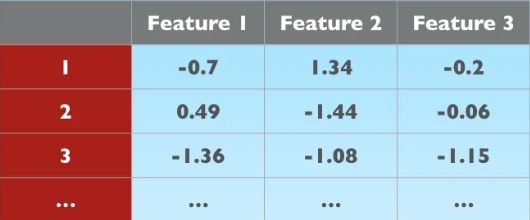 Feature 1 Feature 2 Feature 3
1 -0.7 1.34 -0.2
2 0.49 -1.44 -0.06
3 -1.36 -1.08 -1.15
... ... ... ...